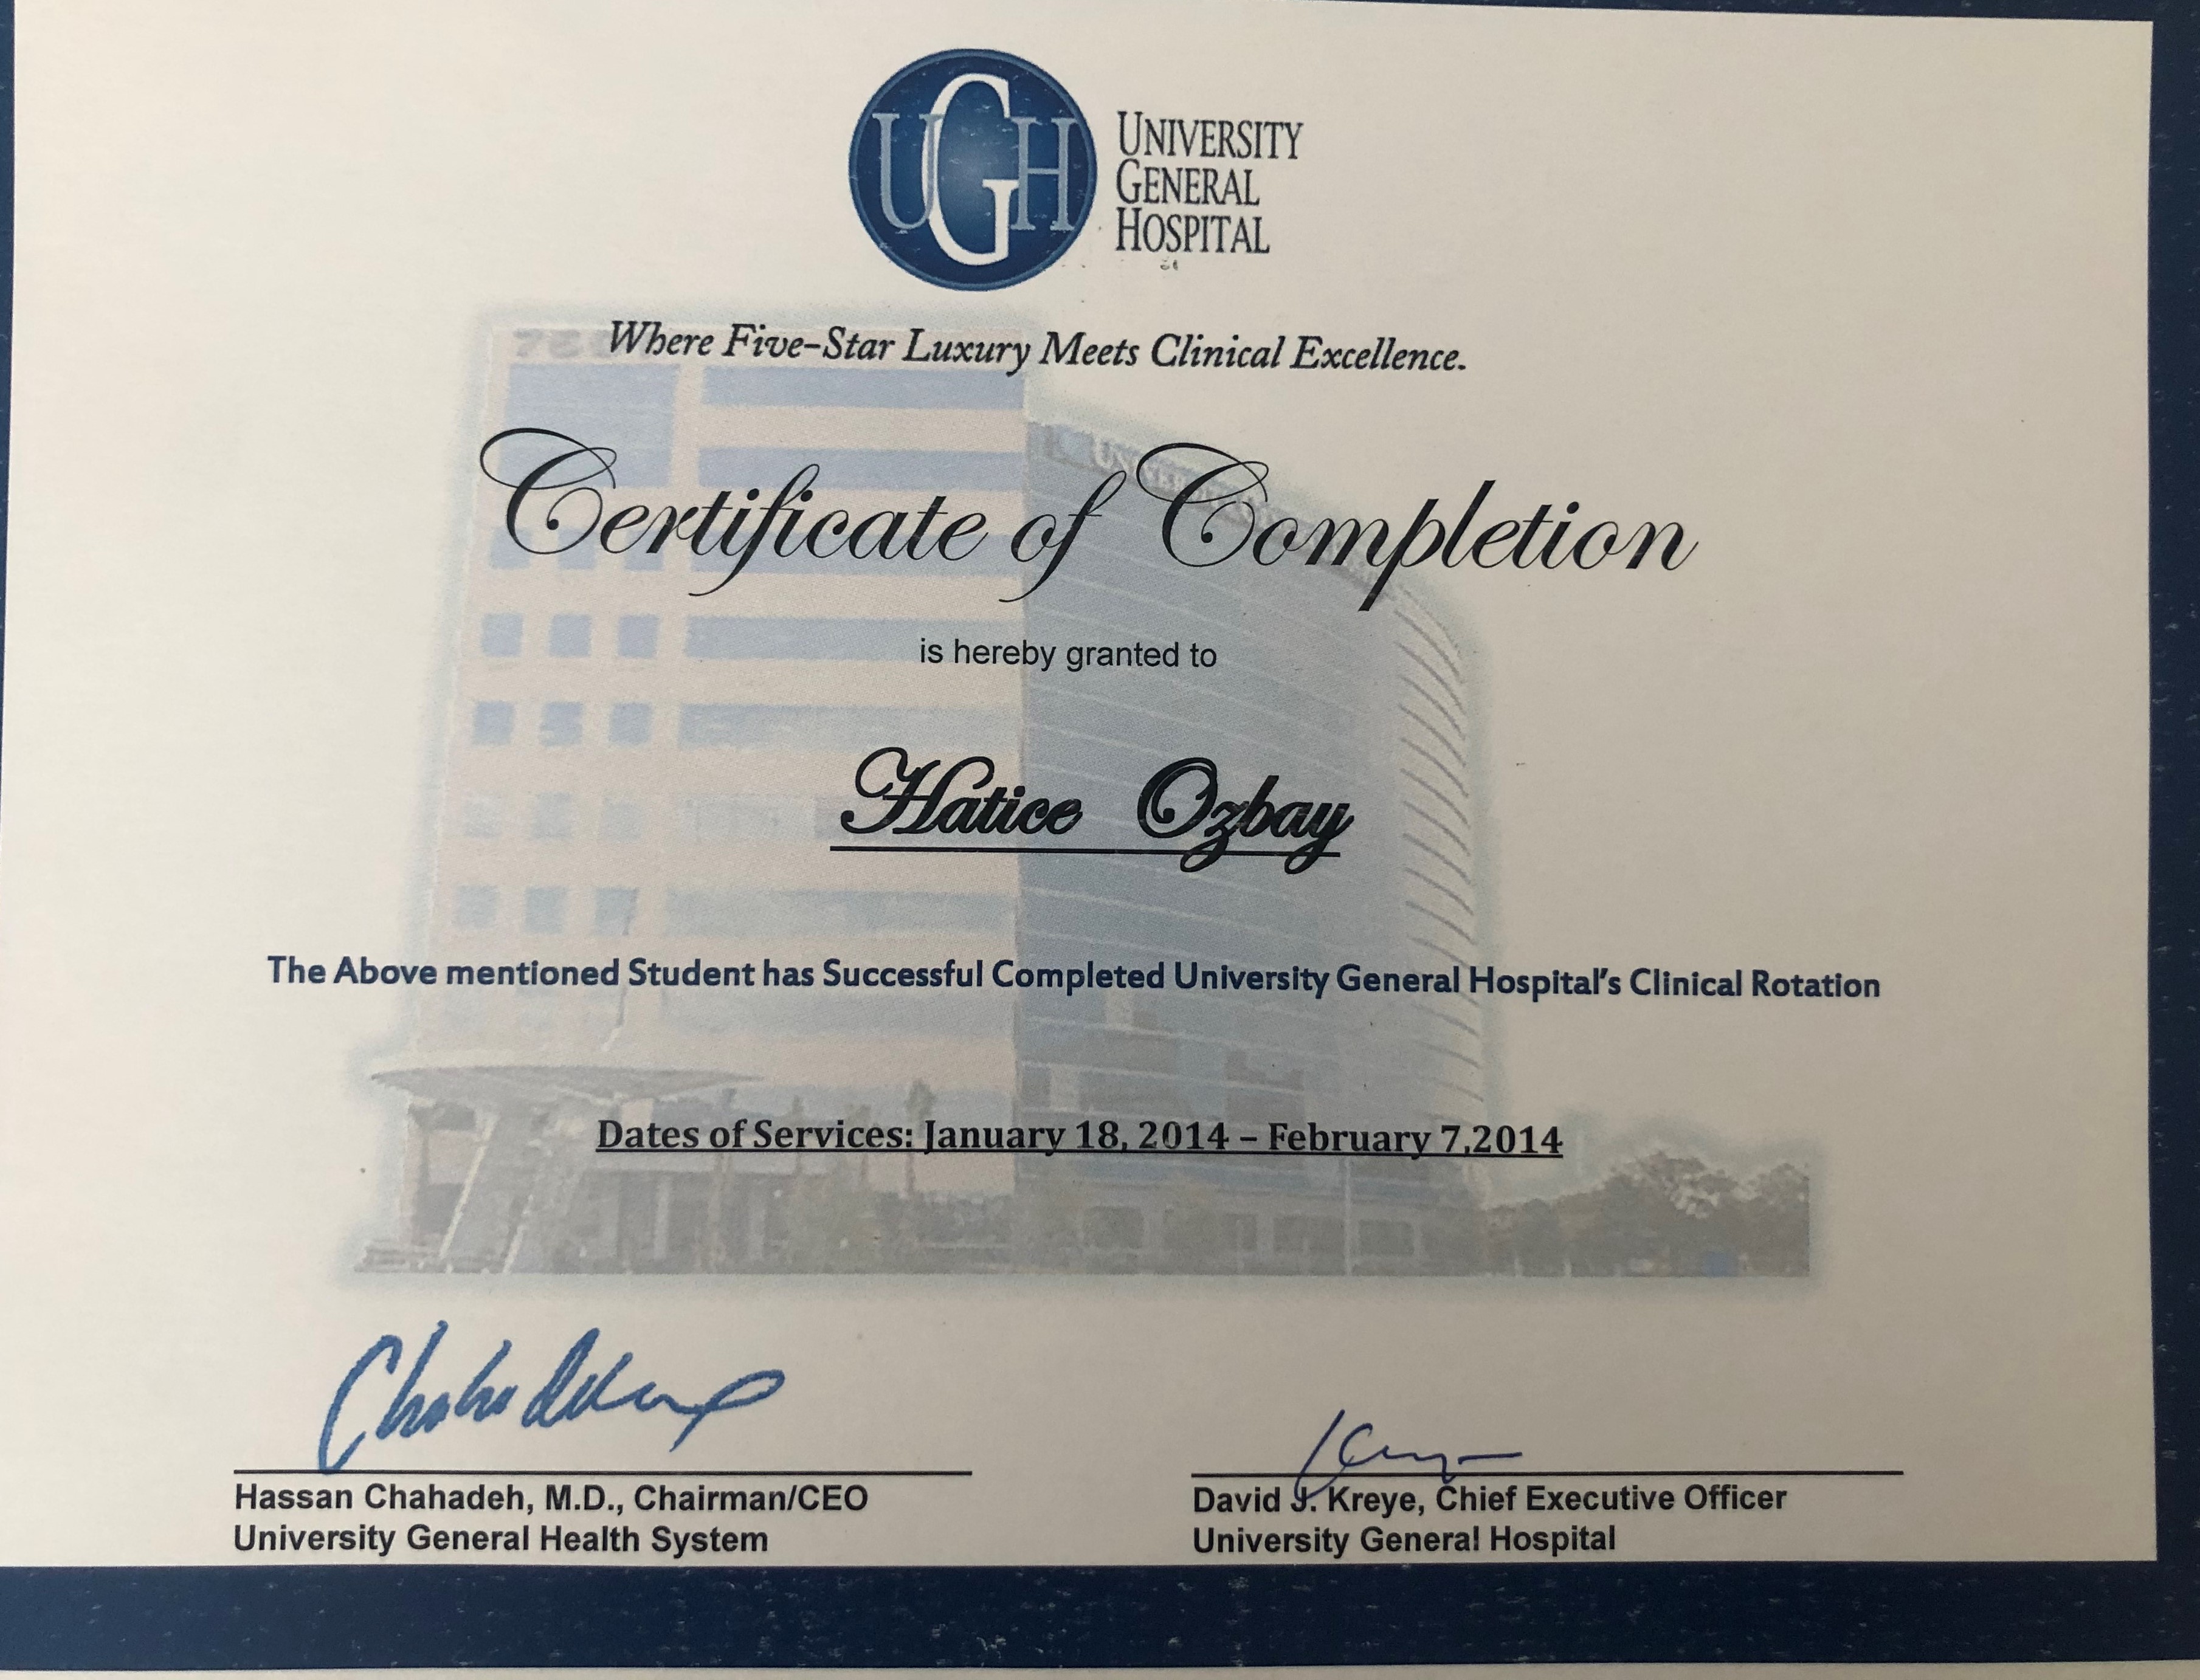 UGH
UNIVERSITY
GENERAL
HOSPITAL
Where Five-Star Luxury Meets Clinical Excellence.
Certificate of Completion
is hereby granted to
Hatice Ozbay
The Above mentioned Student has Successful Completed University General Hospital's Clinical Rotation
Dates of Services: January 18, 2014 – February 7,2014
Hassan Chahadeh, M.D., Chairman/CEO
University General Health System
David J. Kreye, Chief Executive Officer
University General Hospital